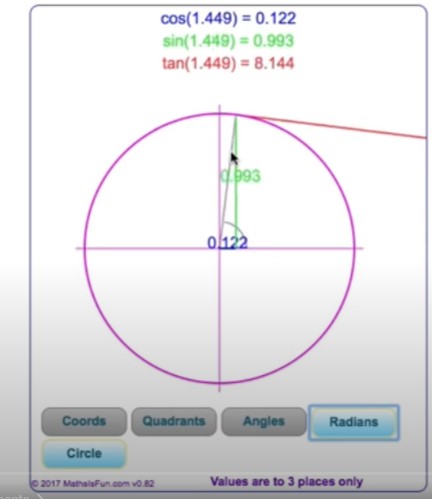 cos(1.449) = 0.122
sin(1.449) = 0.993
tan(1.449) = 8.144
0.993
0.122
Coords Quadrants Angles Radians
Circle
© 2017 MathsIsFun.com v0.82 Values are to 3 places only